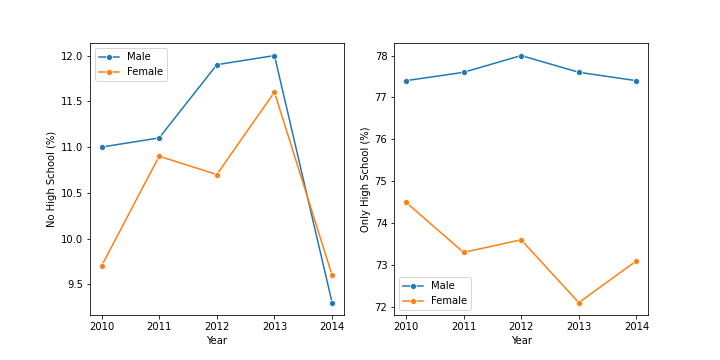 Male
Female
12.0
11.5
11.0
10.5
10.0
9.5
No High School (%)
2010 2011 2012 2013 2014
Year
78
77
76
75
74
73
72
Only High School (%)
Male
Female
2010 2011 2012 2013 2014
Year